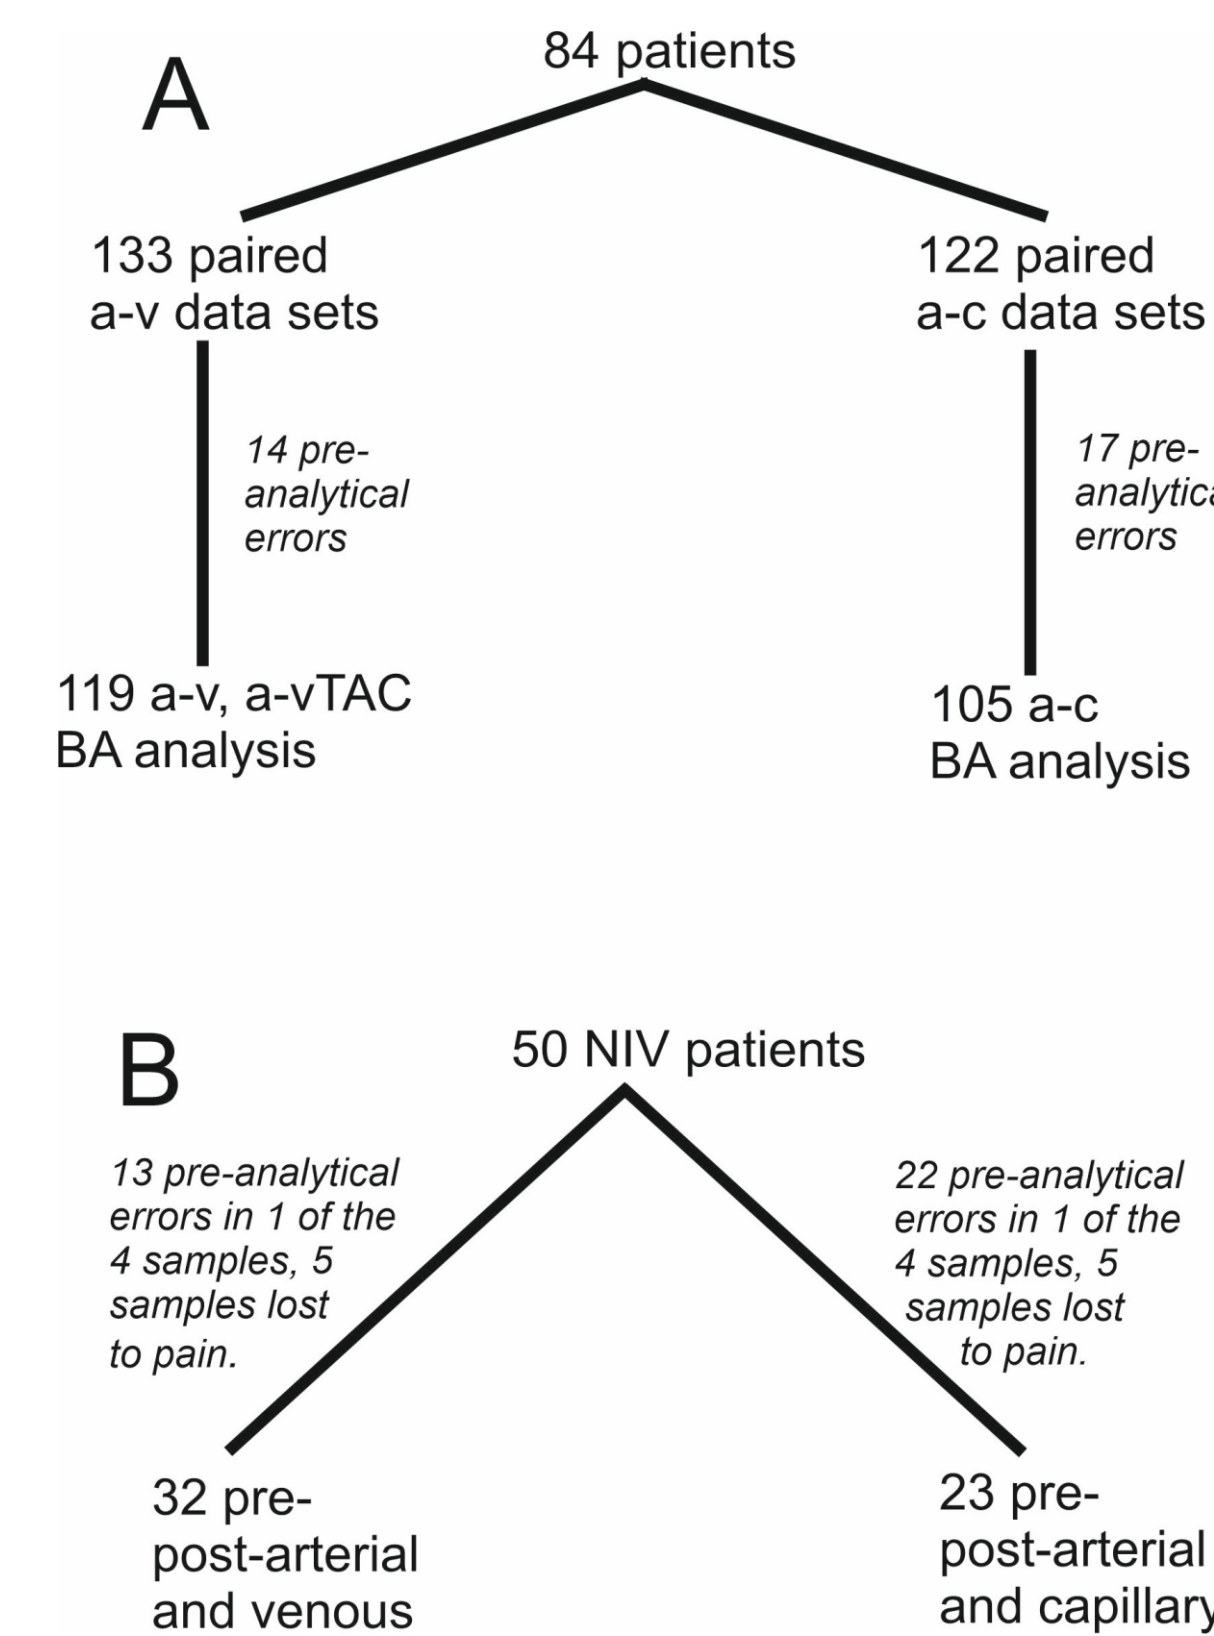 A
84 patients
133 paired
a-v data sets
122 paired
a-c data sets
14 pre-
analytical
errors
17 pre-
analytica
errors
119 a-v, a-vTAC
BA analysis
105 a-c
BA analysis
B
50 NIV patients
13 pre-analytical
errors in 1 of the
4 samples, 5
samples lost
to pain.
22 pre-analytical
errors in 1 of the
4 samples, 5
samples lost
to pain.
32 pre-
post-arterial
and venous
23 pre-
post-arterial
and capillary